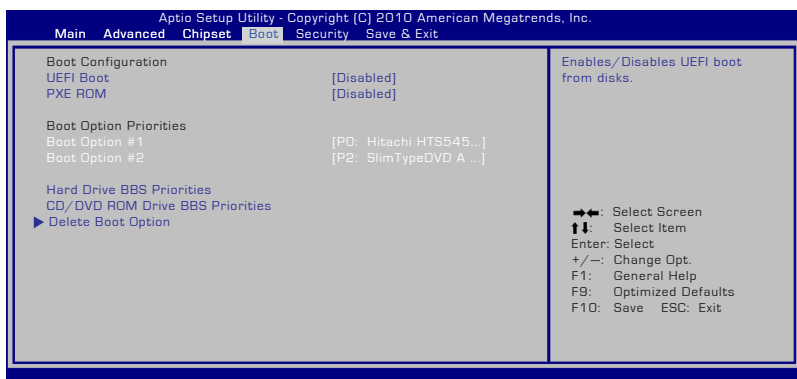 Aptio Setup Utility - Copyright (C) 2010 American Megatrends, Inc.
Main Advanced Chipset Boot Security Save & Exit
Boot Configuration
UEFI Boot [Disabled]
PXE ROM [Disabled]
Boot Option Priorities
Boot Option #1 [P0: Hitachi HTS545...]
Boot Option #2 [P2: SlimTypeDVD A ...]
Hard Drive BBS Priorities
CD/DVD ROM Drive BBS Priorities
▶ Delete Boot Option
Enables/Disables UEFI boot
from disks.
→←: Select Screen
↑↓: Select Item
Enter: Select
+/—: Change Opt.
F1: General Help
F9: Optimized Defaults
F10: Save ESC: Exit